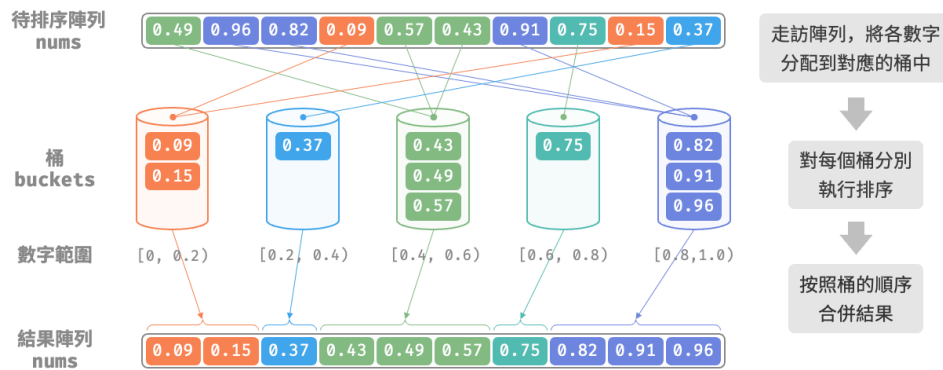 待排序陣列
nums
0.49 0.96 0.82 0.09 0.57 0.43 0.91 0.75 0.15 0.37
走訪陣列，將各數字
分配到對應的桶中
桶
buckets
0.09 0.37 0.43 0.75 0.82
0.15 0.49 0.91
0.57 0.96
對每個桶分別
執行排序
數字範圍
[0, 0.2) [0.2, 0.4) [0.4, 0.6) [0.6, 0.8) [0.8,1.0)
按照桶的順序
合併結果
結果陣列
nums
0.09 0.15 0.37 0.43 0.49 0.57 0.75 0.82 0.91 0.96